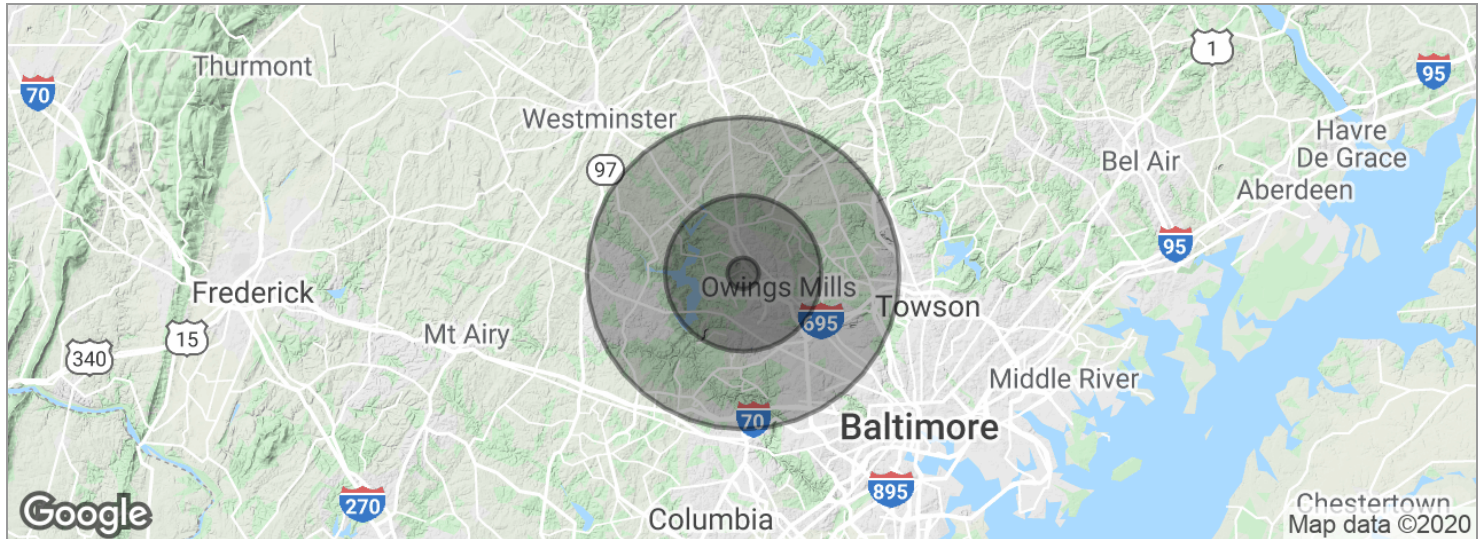 1
95
70
Thurmont
Westminster
Havre
De Grace
Bel Air
97
Aberdeen
95
Owings Mills
Frederick
Towson
695
15
Mt Airy
340
Middle River
70
Baltimore
895
270
Chestertown
Google
Columbia
Map data ©2020